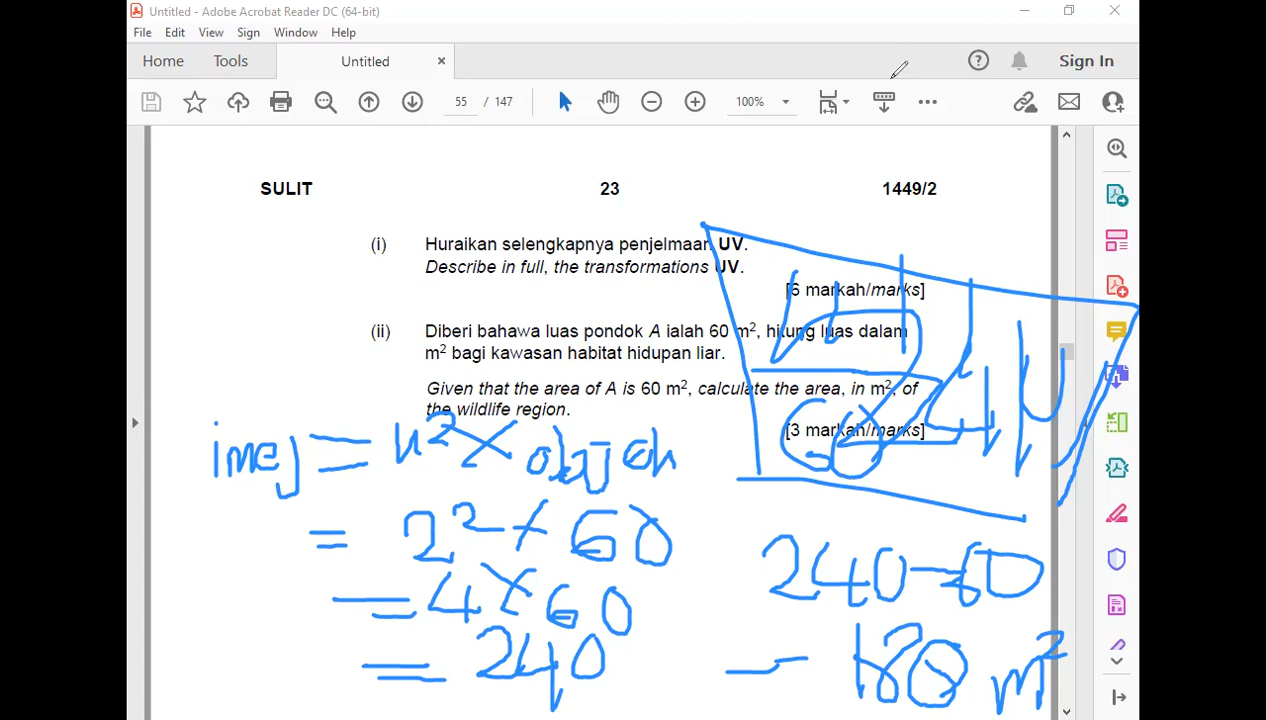 Untitled - Adobe Acrobat Reader DC (64-bit)
File Edit View Sign Window Help
Home Tools Untitled × Sign In
55 / 147 100%
SULIT 23 1449/2
(i) Huraikan selengkapnya penjelmaan UV.
Describe in full, the transformations UV.
[6 markah/marks]
(ii) Diberi bahawa luas pondok A ialah 60 m², hitung luas dalam
m² bagi kawasan habitat hidupan liar.
Given that the area of A is 60 m², calculate the area, in m², of
the wildlife region.
[3 markah/marks]
60
240
imej = k² × objek
= 2² × 60
= 4 × 60
= 240
240 - 60
= 180 m²